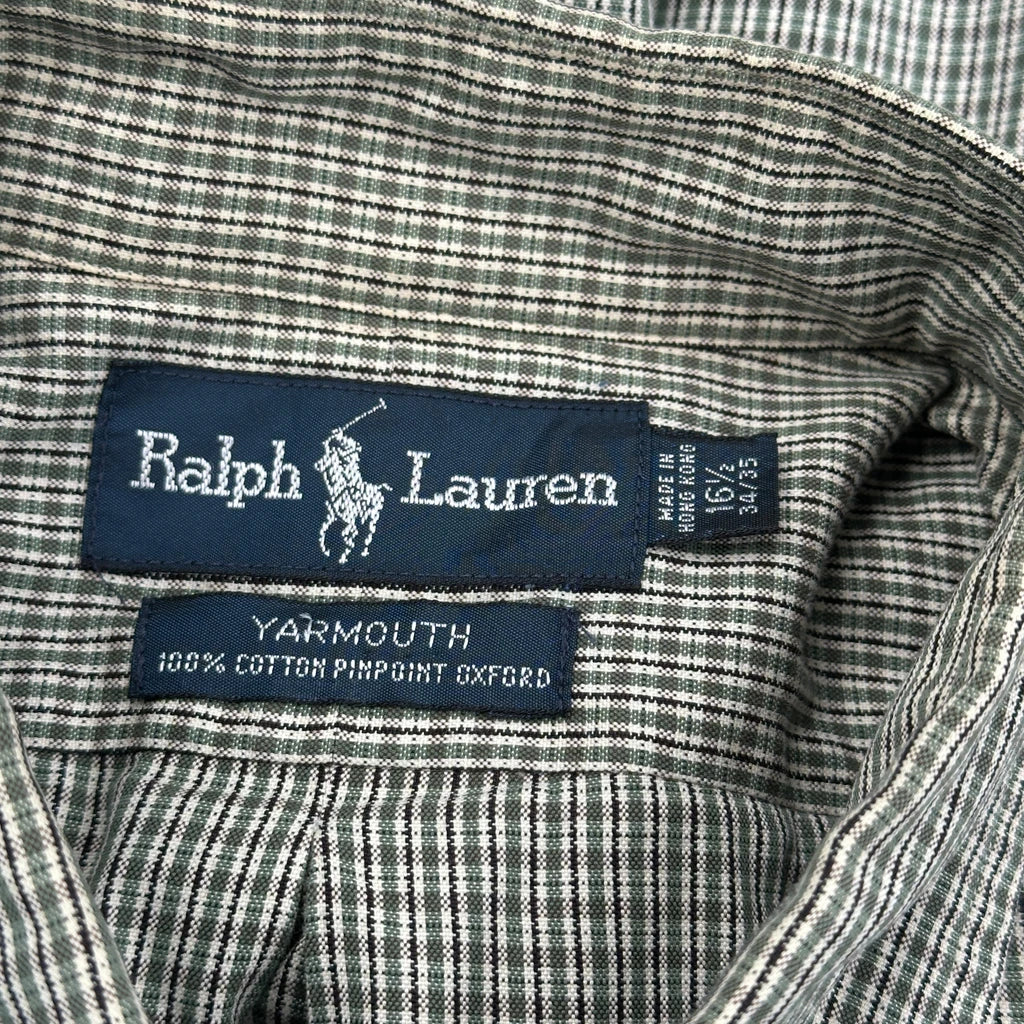 Ralph Lauren
MADE IN
HONG KONG
16½
34/35
YARMOUTH
100% COTTON PINPOINT OXFORD